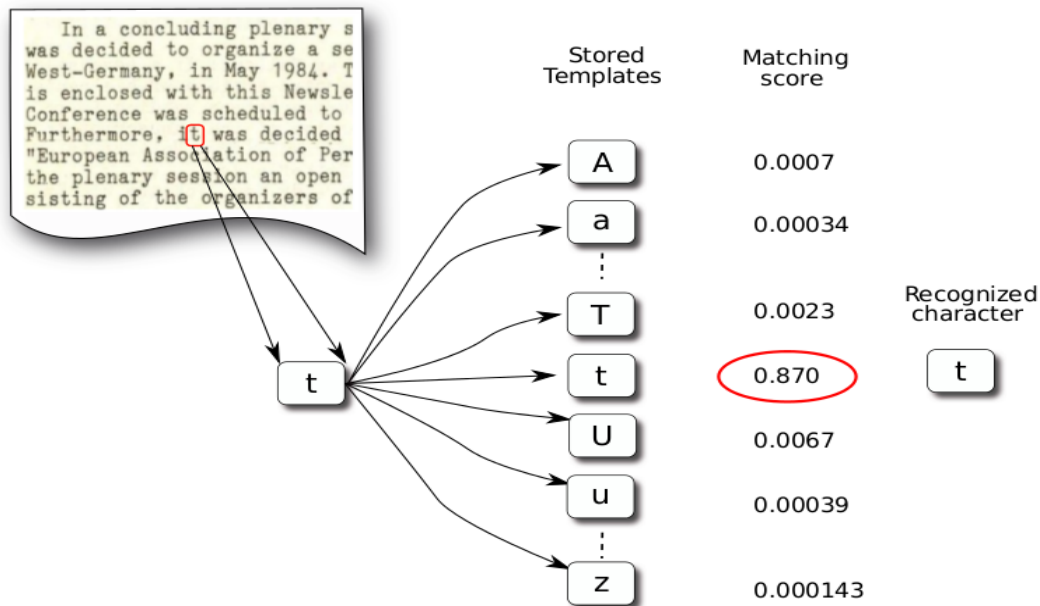 In a concluding plenary s
was decided to organize a se
West-Germany, in May 1984. T
is enclosed with this Newsle
Conference was scheduled to
Furthermore, it was decided
"European Association of Per
the plenary session an open
sisting of the organizers of
t
Stored
Templates
A
a
T
t
U
u
z
Matching
score
0.0007
0.00034
0.0023
0.870
0.0067
0.00039
0.000143
Recognized
character
t